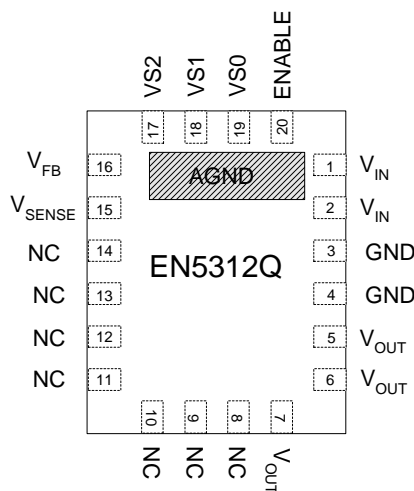 VS2 VS1 VS0 ENABLE
17 18 19 20
V_FB 16 AGND 1 V_IN
V_SENSE 15 2 V_IN
NC 14 3 GND
EN5312Q
NC 13 4 GND
NC 12 5 V_OUT
NC 11 6 V_OUT
10 9 8 7
NC NC NC V_OUT